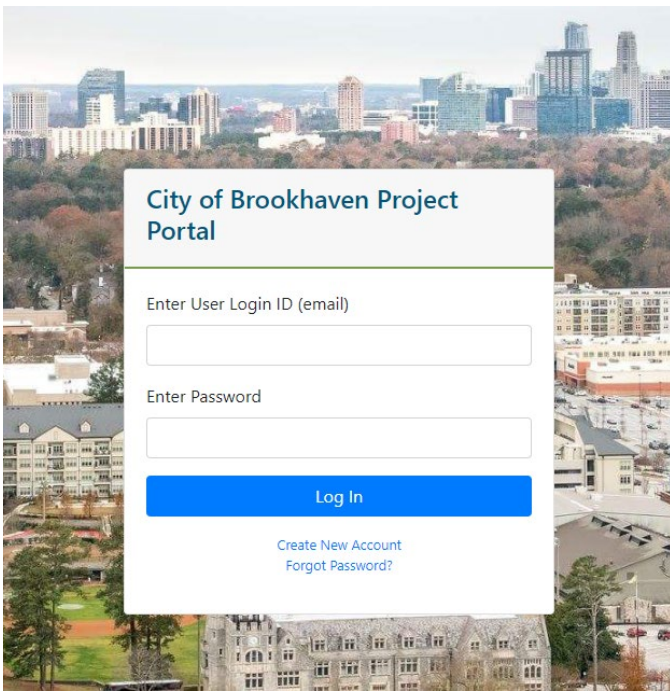 City of Brookhaven Project
Portal
Enter User Login ID (email)
Enter Password
Log In
Create New Account
Forgot Password?